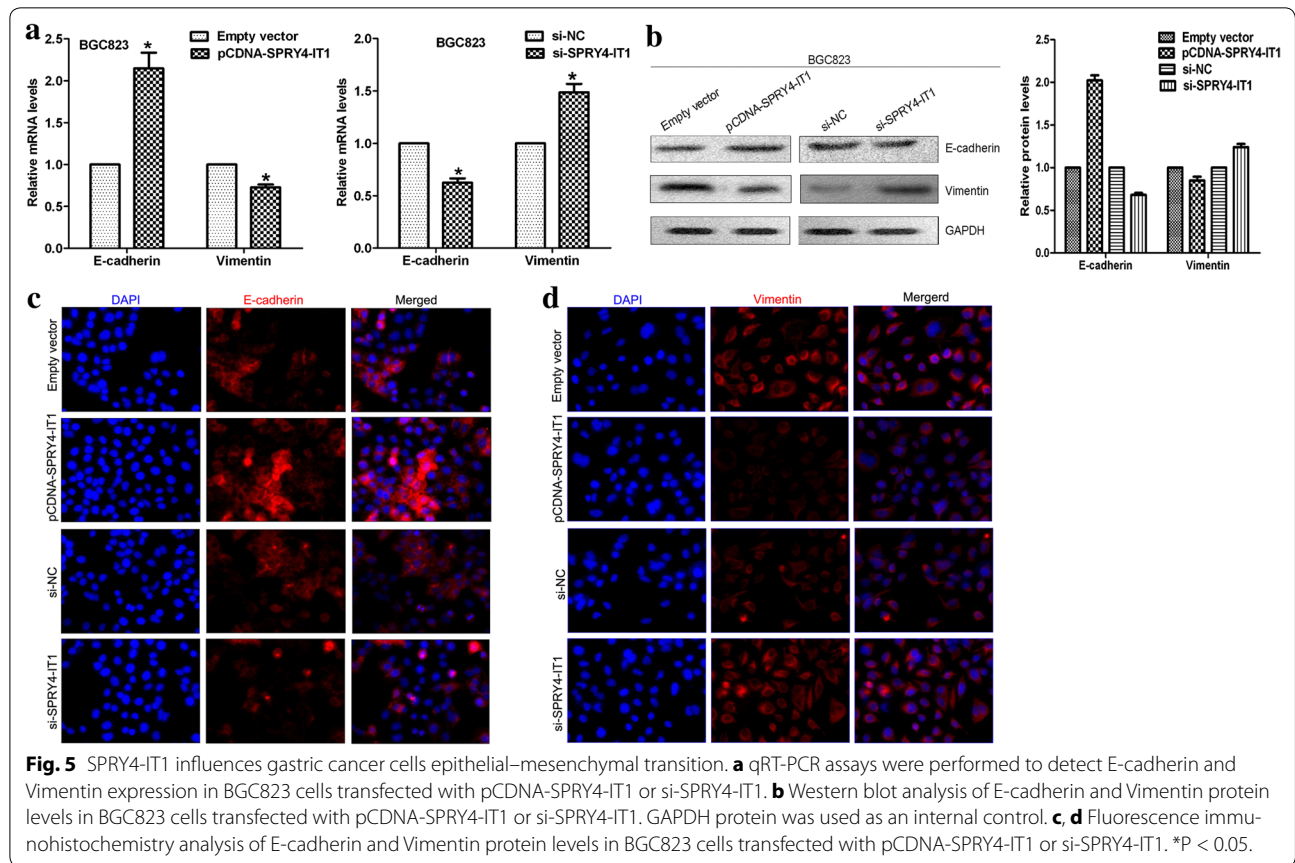 a
BGC823
Empty vector
pCDNA-SPRY4-IT1
Relative mRNA levels
2.5
2.0
1.5
1.0
0.5
0.0
*
*
E-cadherin
Vimentin
BGC823
si-NC
si-SPRY4-IT1
Relative mRNA levels
2.0
1.5
1.0
0.5
0.0
*
*
E-cadherin
Vimentin
b
BGC823
Empty vector
pCDNA-SPRY4-IT1
si-NC
si-SPRY4-IT1
E-cadherin
Vimentin
GAPDH
Empty vector
pCDNA-SPRY4-IT1
si-NC
si-SPRY4-IT1
Relative protein levels
2.5
2.0
1.5
1.0
0.5
0.0
E-cadherin
Vimentin
c
DAPI
E-cadherin
Merged
Empty vector
pCDNA-SPRY4-IT1
si-NC
si-SPRY4-IT1
d
DAPI
Vimentin
Mergerd
Empty vector
pCDNA-SPRY4-IT1
si-NC
si-SPRY4-IT1
Fig. 5 SPRY4-IT1 influences gastric cancer cells epithelial–mesenchymal transition. a qRT-PCR assays were performed to detect E-cadherin and
Vimentin expression in BGC823 cells transfected with pCDNA-SPRY4-IT1 or si-SPRY4-IT1. b Western blot analysis of E-cadherin and Vimentin protein
levels in BGC823 cells transfected with pCDNA-SPRY4-IT1 or si-SPRY4-IT1. GAPDH protein was used as an internal control. c, d Fluorescence immu-
nohistochemistry analysis of E-cadherin and Vimentin protein levels in BGC823 cells transfected with pCDNA-SPRY4-IT1 or si-SPRY4-IT1. *P < 0.05.